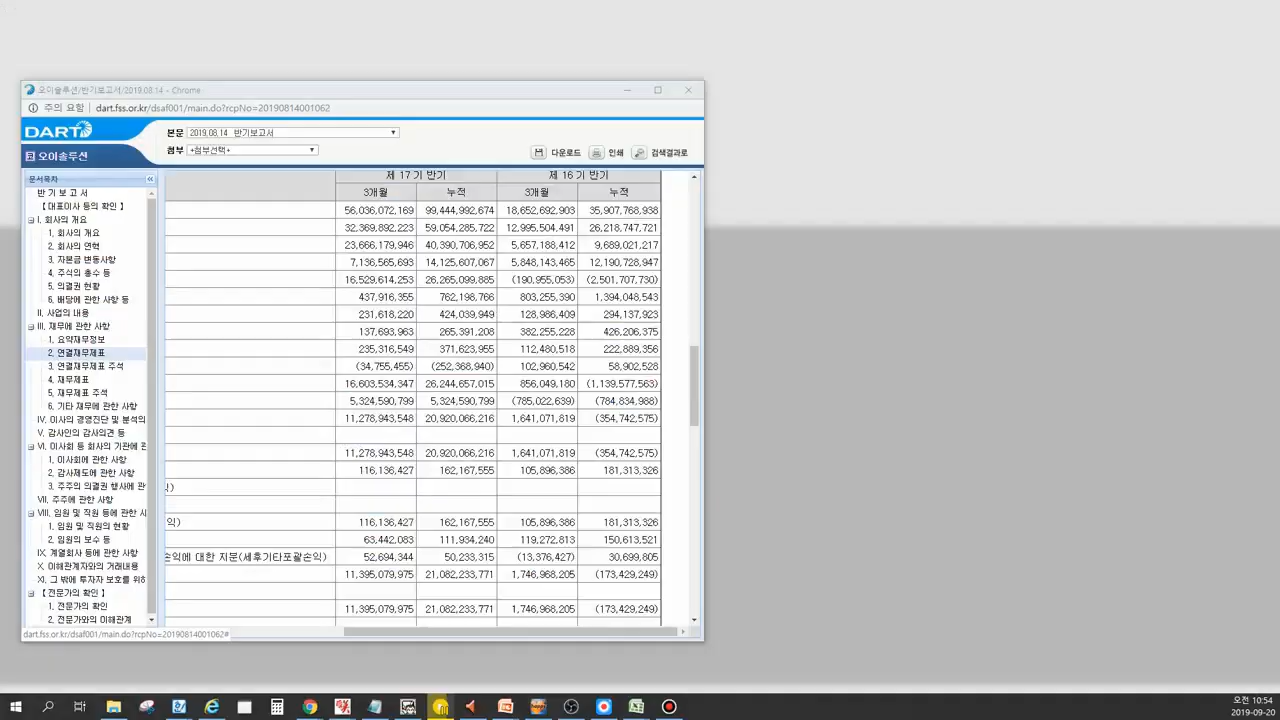 오이솔루션/반기보고서/2019.08.14 - Chrome
주의 요함 | dart.fss.or.kr/dsaf001/main.do?rcpNo=20190814001062
DART
본문 2019.08.14 반기보고서
첨부 +첨부선택+
오이솔루션
다운로드 인쇄 검색결과로
문서목차
반 기 보 고 서
【 대표이사 등의 확인 】
I. 회사의 개요
1. 회사의 개요
2. 회사의 연혁
3. 자본금 변동사항
4. 주식의 총수 등
5. 의결권 현황
6. 배당에 관한 사항 등
II. 사업의 내용
III. 재무에 관한 사항
1. 요약재무정보
2. 연결재무제표
3. 연결재무제표 주석
4. 재무제표
5. 재무제표 주석
6. 기타 재무에 관한 사항
IV. 이사의 경영진단 및 분석의
V. 감사인의 감사의견 등
VI. 이사회 등 회사의 기관에 관
1. 이사회에 관한 사항
2. 감사제도에 관한 사항
3. 주주의 의결권 행사에 관
VII. 주주에 관한 사항
VIII. 임원 및 직원 등에 관한 사
1. 임원 및 직원의 현황
2. 임원의 보수 등
IX. 계열회사 등에 관한 사항
X. 이해관계자와의 거래내용
XI. 그 밖에 투자자 보호를 위하
【 전문가의 확인 】
1. 전문가의 확인
2. 전문가와의 이해관계
제 17 기 반기 제 16 기 반기
3개월 누적 3개월 누적
56,036,072,169 99,444,992,674 18,652,692,903 35,907,768,938
32,369,892,223 59,054,285,722 12,995,504,491 26,218,747,721
23,666,179,946 40,390,706,952 5,657,188,412 9,689,021,217
7,136,565,693 14,125,607,067 5,848,143,465 12,190,728,947
16,529,614,253 26,265,099,885 (190,955,053) (2,501,707,730)
437,916,355 762,198,766 803,255,390 1,394,048,543
231,618,220 424,039,949 128,986,409 294,137,923
137,693,963 265,391,208 382,255,228 426,206,375
235,316,549 371,623,955 112,480,518 222,889,356
(34,755,455) (252,368,940) 102,960,542 58,902,528
16,603,534,347 26,244,657,015 856,049,180 (1,139,577,563)
5,324,590,799 5,324,590,799 (785,022,639) (784,834,988)
11,278,943,548 20,920,066,216 1,641,071,819 (354,742,575)
11,278,943,548 20,920,066,216 1,641,071,819 (354,742,575)
116,136,427 162,167,555 105,896,386 181,313,326
익)
116,136,427 162,167,555 105,896,386 181,313,326
63,442,083 111,934,240 119,272,813 150,613,521
손익에 대한 지분(세후기타포괄손익) 52,694,344 50,233,315 (13,376,427) 30,699,805
11,395,079,975 21,082,233,771 1,746,968,205 (173,429,249)
11,395,079,975 21,082,233,771 1,746,968,205 (173,429,249)
dart.fss.or.kr/dsaf001/main.do?rcpNo=20190814001062#
오전 10:54
2019-09-20